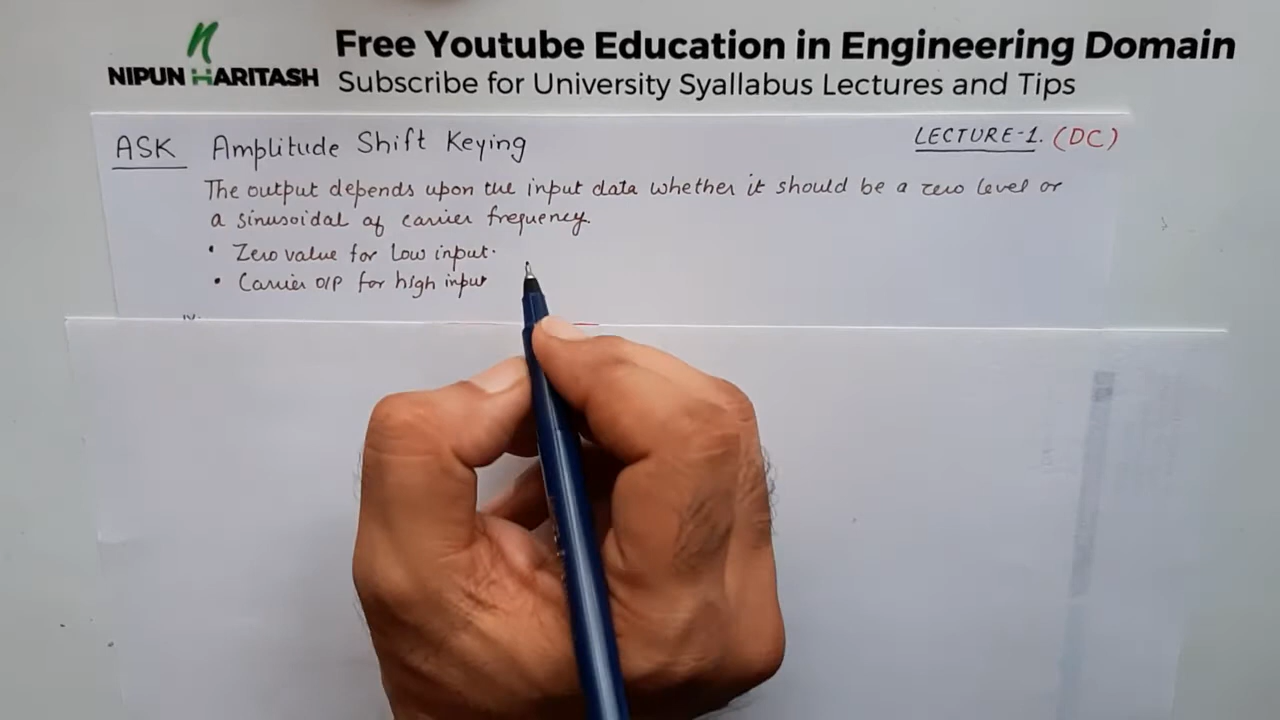 n
NIPUN HARITASH
Free Youtube Education in Engineering Domain
Subscribe for University Syallabus Lectures and Tips
ASK Amplitude Shift Keying
LECTURE-1. (DC)
The output depends upon the input data whether it should be a zero level or
a sinusoidal of carrier frequency.
• Zero value for Low input.
• Carrier O/P for high input